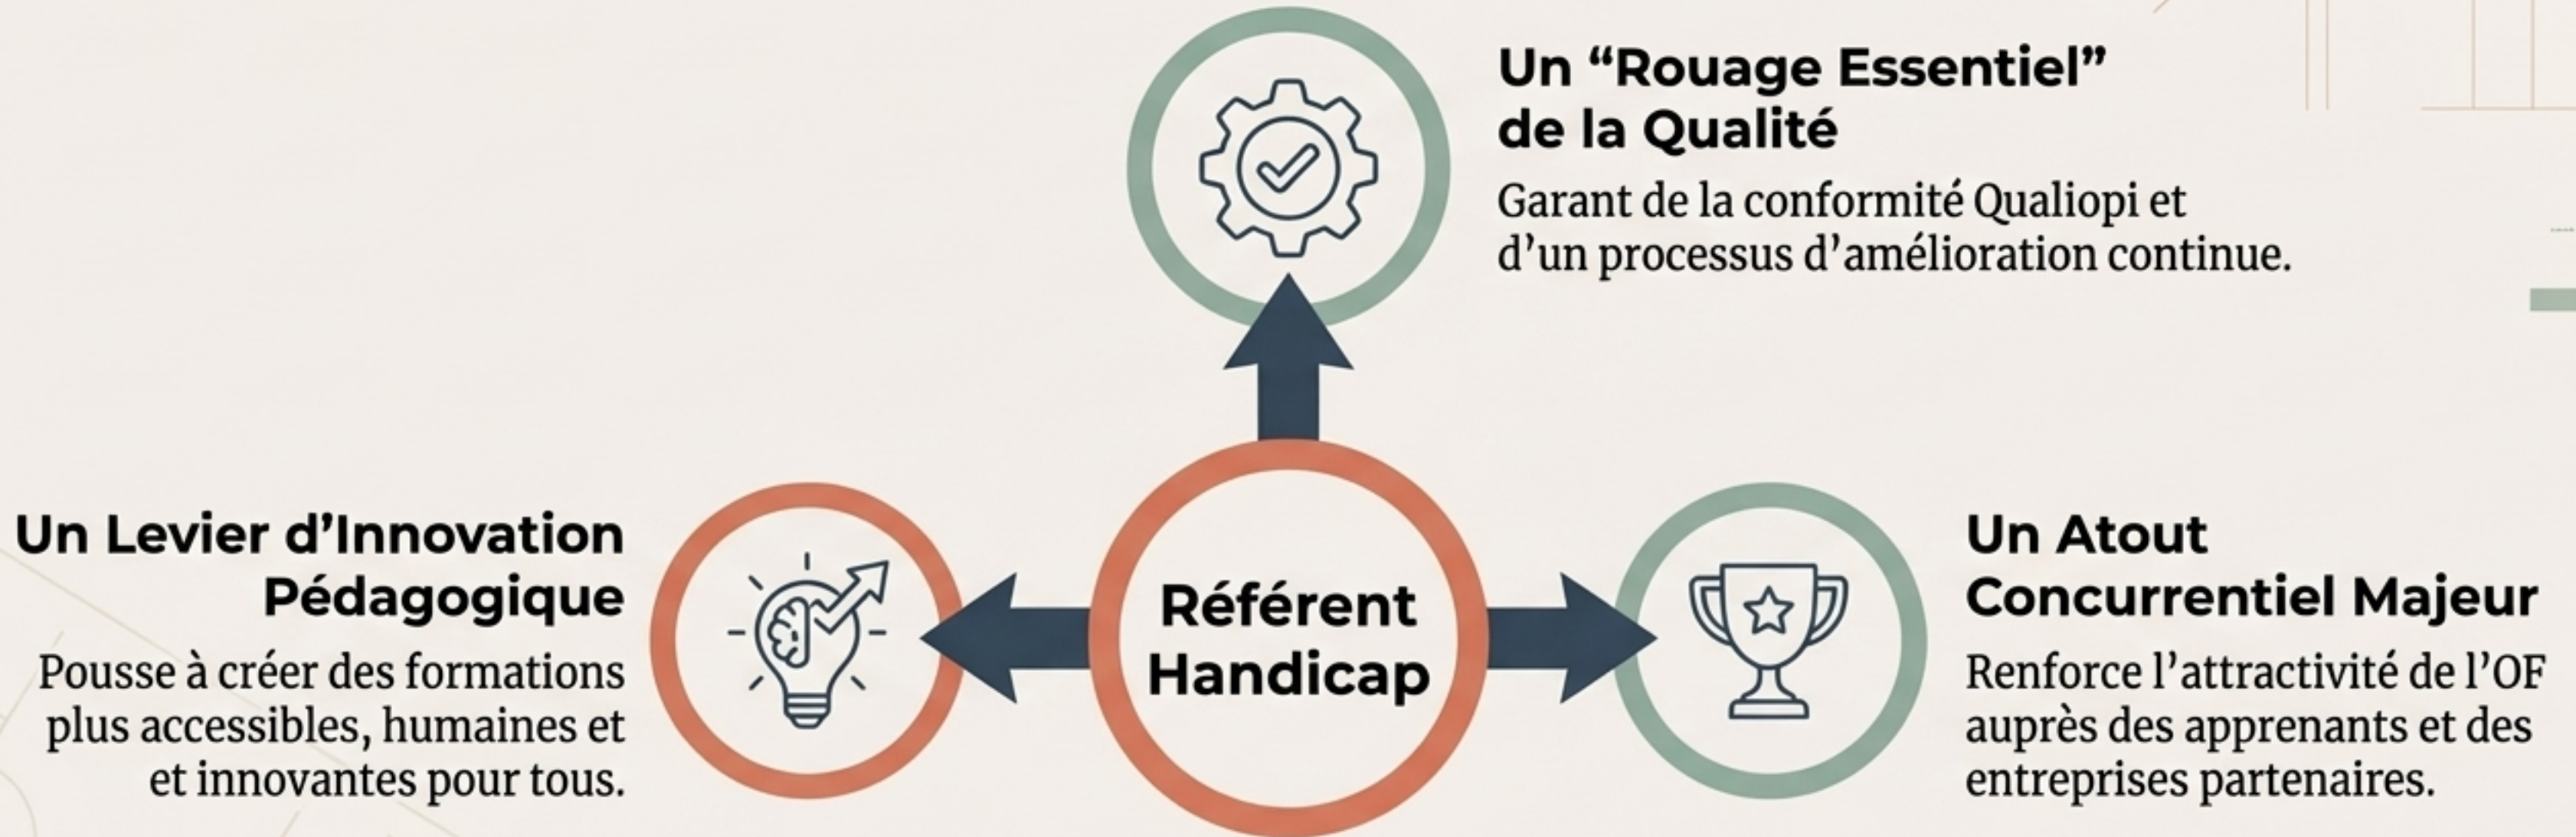 Un “Rouage Essentiel”
de la Qualité
Garant de la conformité Qualiopi et
d’un processus d’amélioration continue.
Un Levier d’Innovation
Pédagogique
Pousse à créer des formations
plus accessibles, humaines et
et innovantes pour tous.
Référent
Handicap
Un Atout
Concurrentiel Majeur
Renforce l’attractivité de l’OF
auprès des apprenants et des
entreprises partenaires.